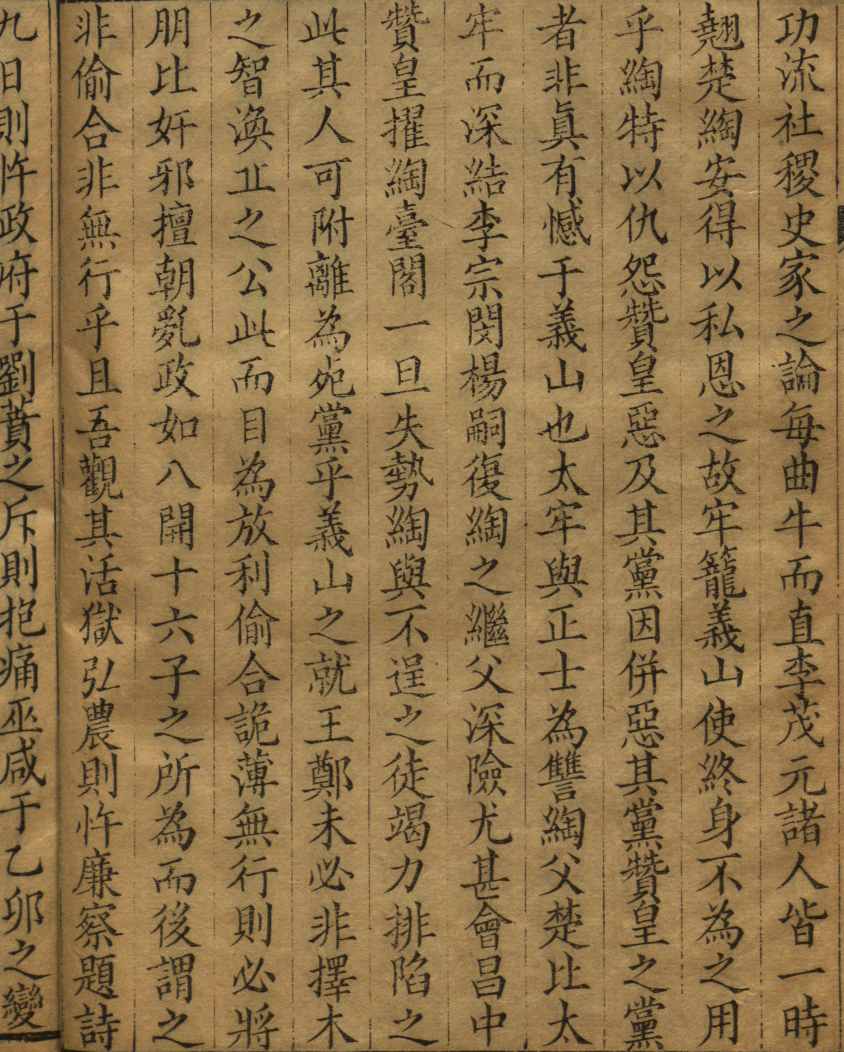 功流社稷史家之論每曲牛而直李茂元諸人皆一時
翹楚綯安得以私恩之故牢籠義山使終身不為之用
乎綯特以仇怨贊皇惡及其黨因併惡其黨贊皇之黨
者非眞有憾于義山也太牢與正士為讐綯父楚比太
牢而深結李宗閔楊嗣復綯之繼父深險尤甚會昌中
贊皇擢綯臺閣一旦失勢綯與不逞之徒竭力排陷之
此其人可附離為死黨乎義山之就王鄭未必非擇木
之智渙丘之公此而目為放利偷合詭薄無行則必將
朋比奸邪擅朝亂政如八關十六子之所為而後謂之
非偷合非無行乎且吾觀其活獄弘農則忤廉察題詩
九日則忤政府于劉蕡之斥則抱痛巫咸于乙卯之變